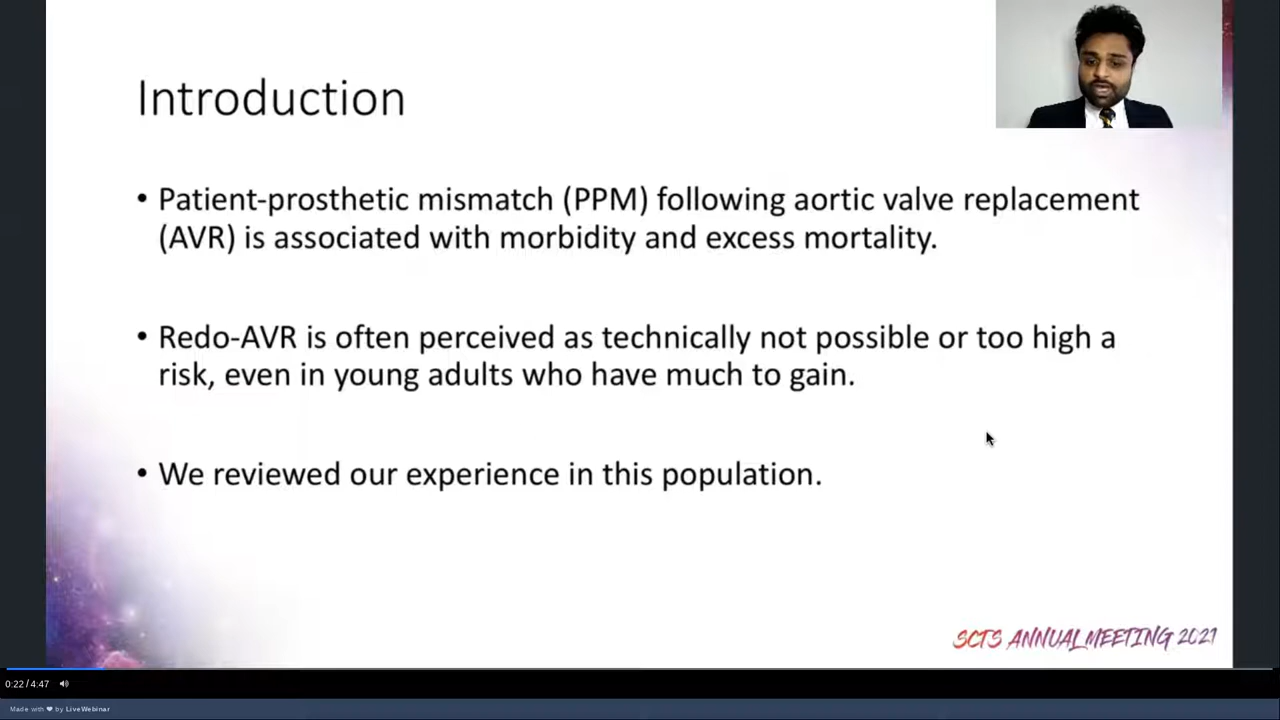 Introduction
• Patient-prosthetic mismatch (PPM) following aortic valve replacement
(AVR) is associated with morbidity and excess mortality.
• Redo-AVR is often perceived as technically not possible or too high a
risk, even in young adults who have much to gain.
• We reviewed our experience in this population.
SCTS ANNUAL MEETING 2021
0:22 / 4:47
Made with ❤ by LiveWebinar